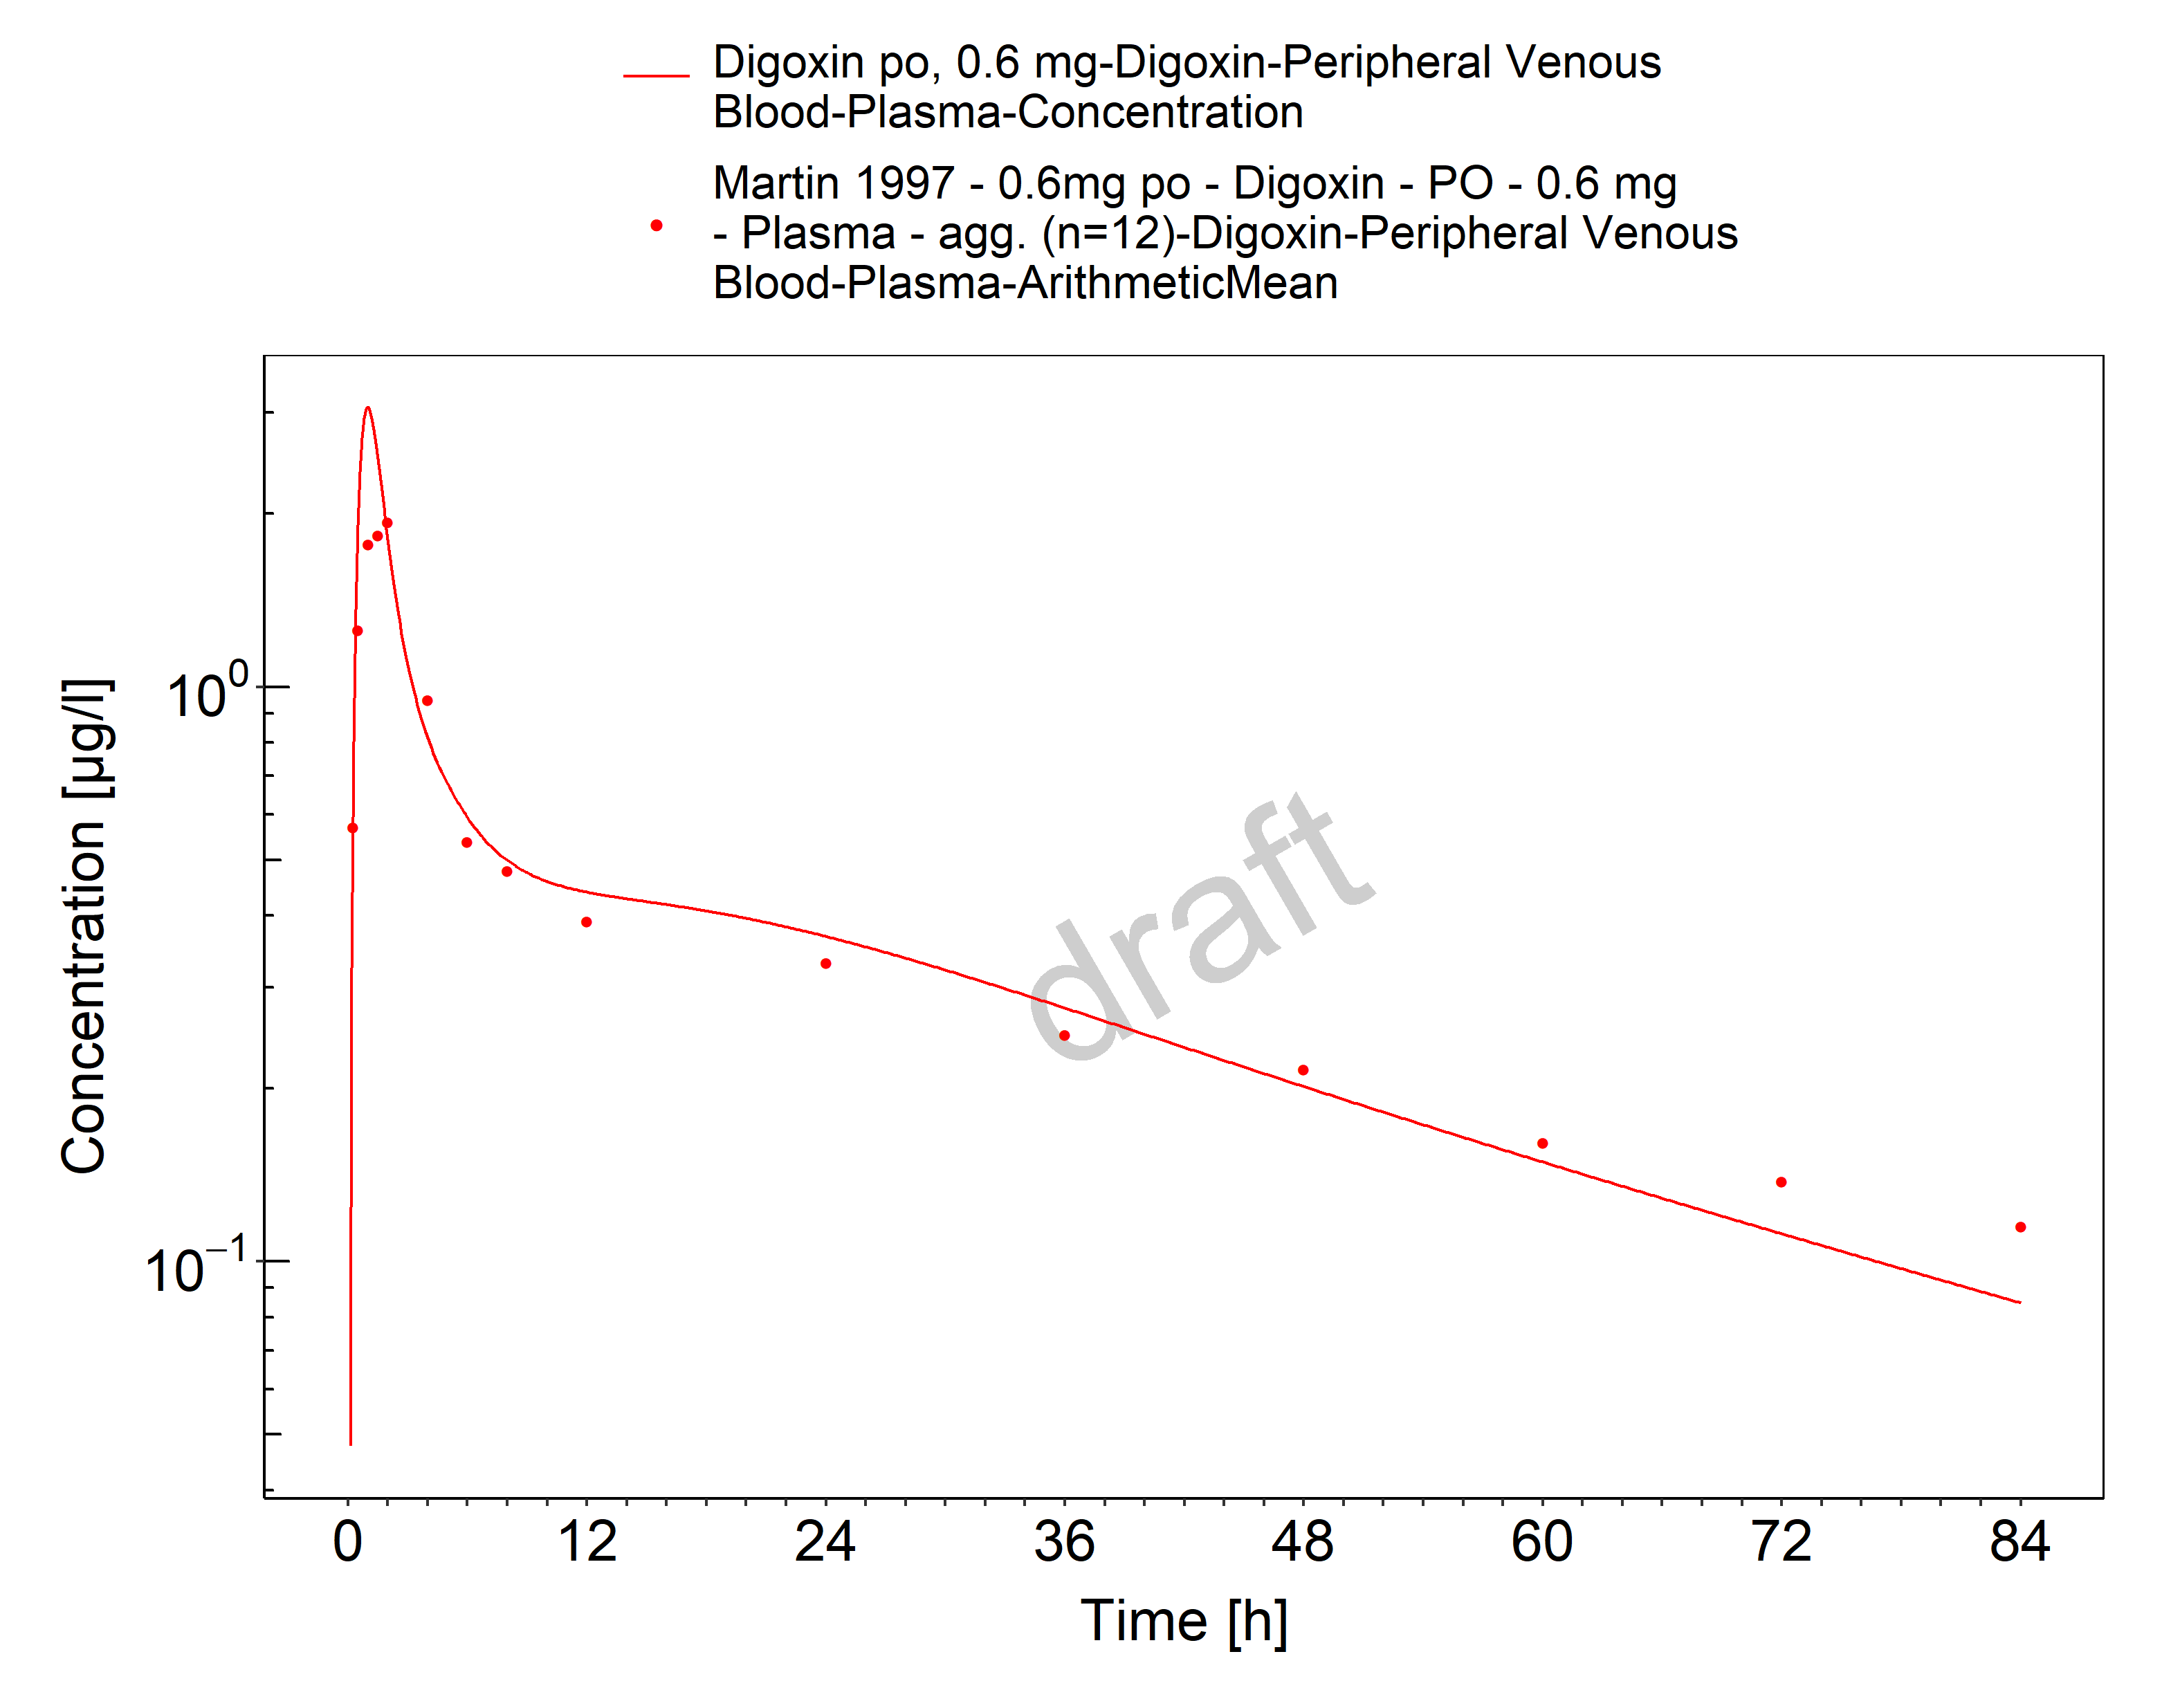 Digoxin po, 0.6 mg-Digoxin-Peripheral Venous
Blood-Plasma-Concentration
Martin 1997 - 0.6mg po - Digoxin - PO - 0.6 mg
- Plasma - agg. (n=12)-Digoxin-Peripheral Venous
Blood-Plasma-ArithmeticMean
Concentration [µg/l]
10⁰
10⁻¹
draft
0 12 24 36 48 60 72 84
Time [h]